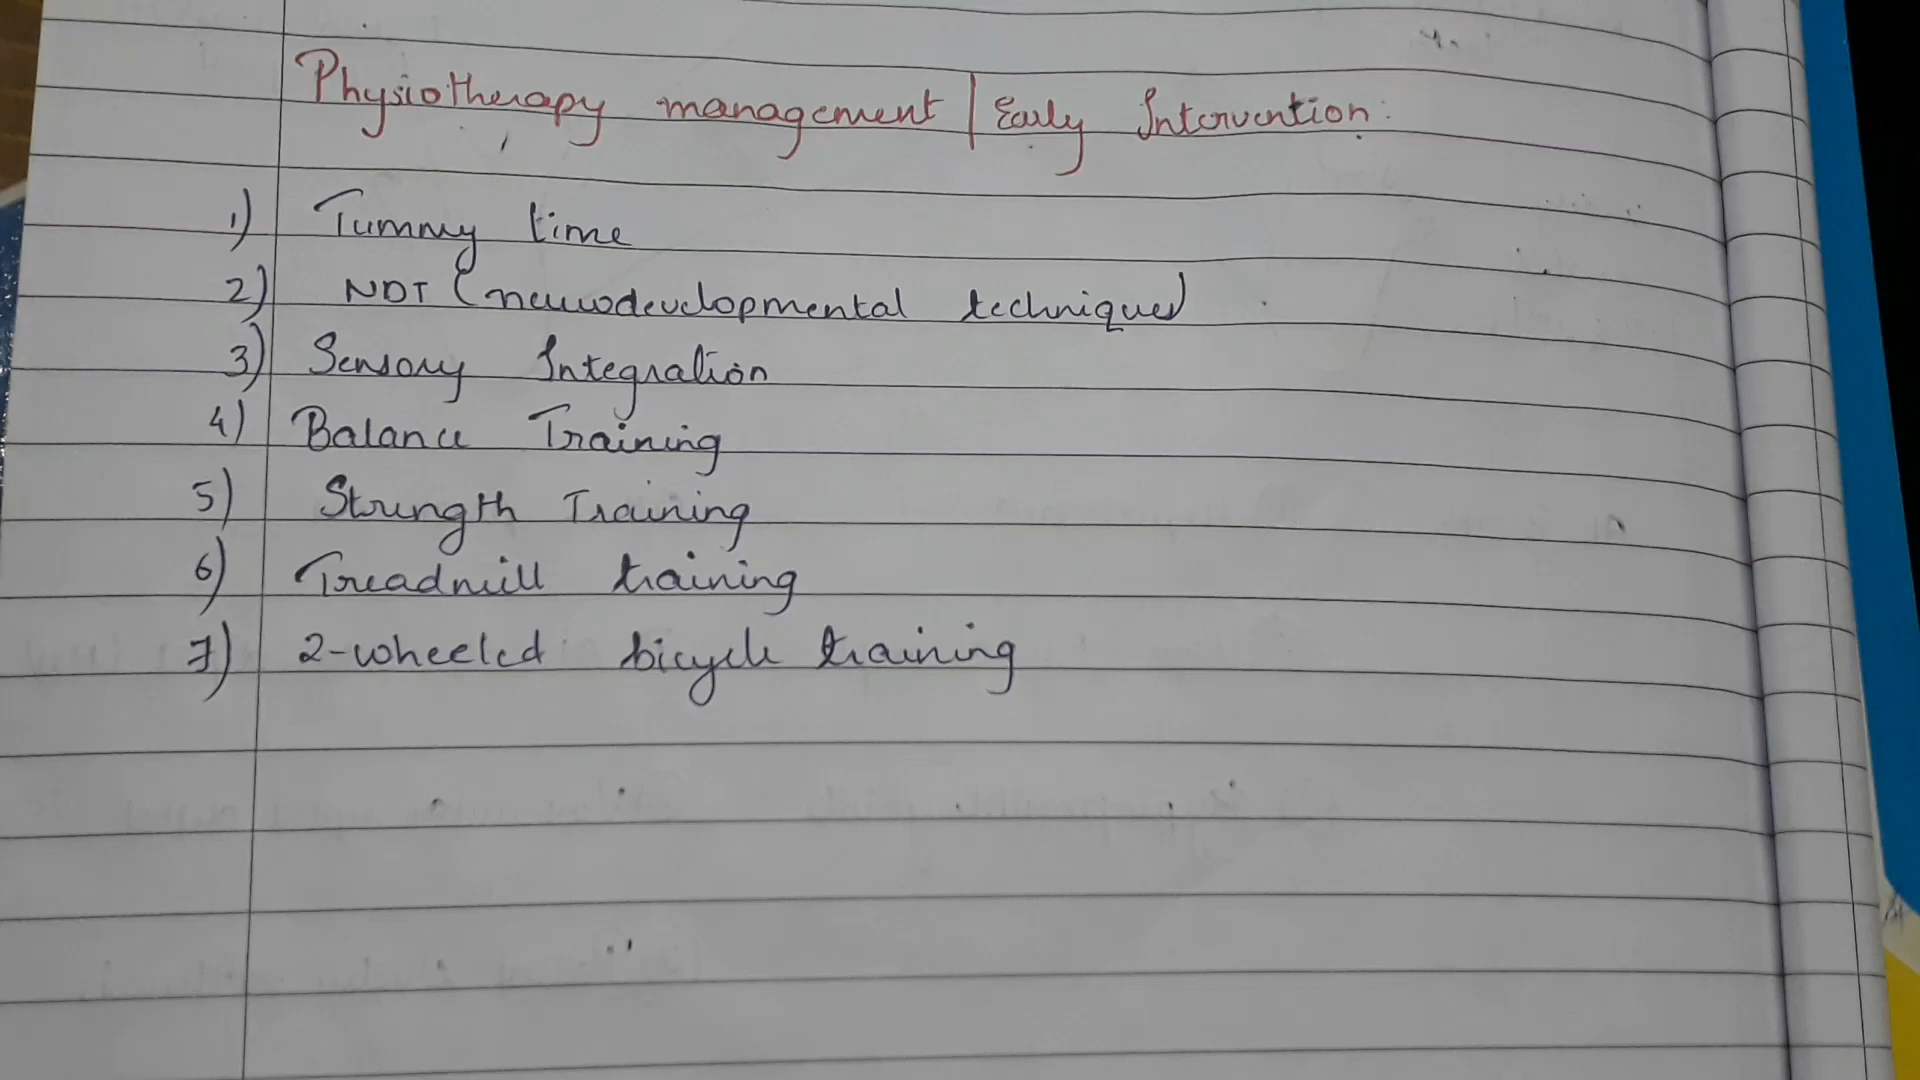 Physiotherapy management | Early Intervention:
1) Tummy time
2) NDT (neurodevelopmental techniques)
3) Sensory Integration
4) Balance Training
5) Strength Training
6) Treadmill training
7) 2-wheeled bicycle training